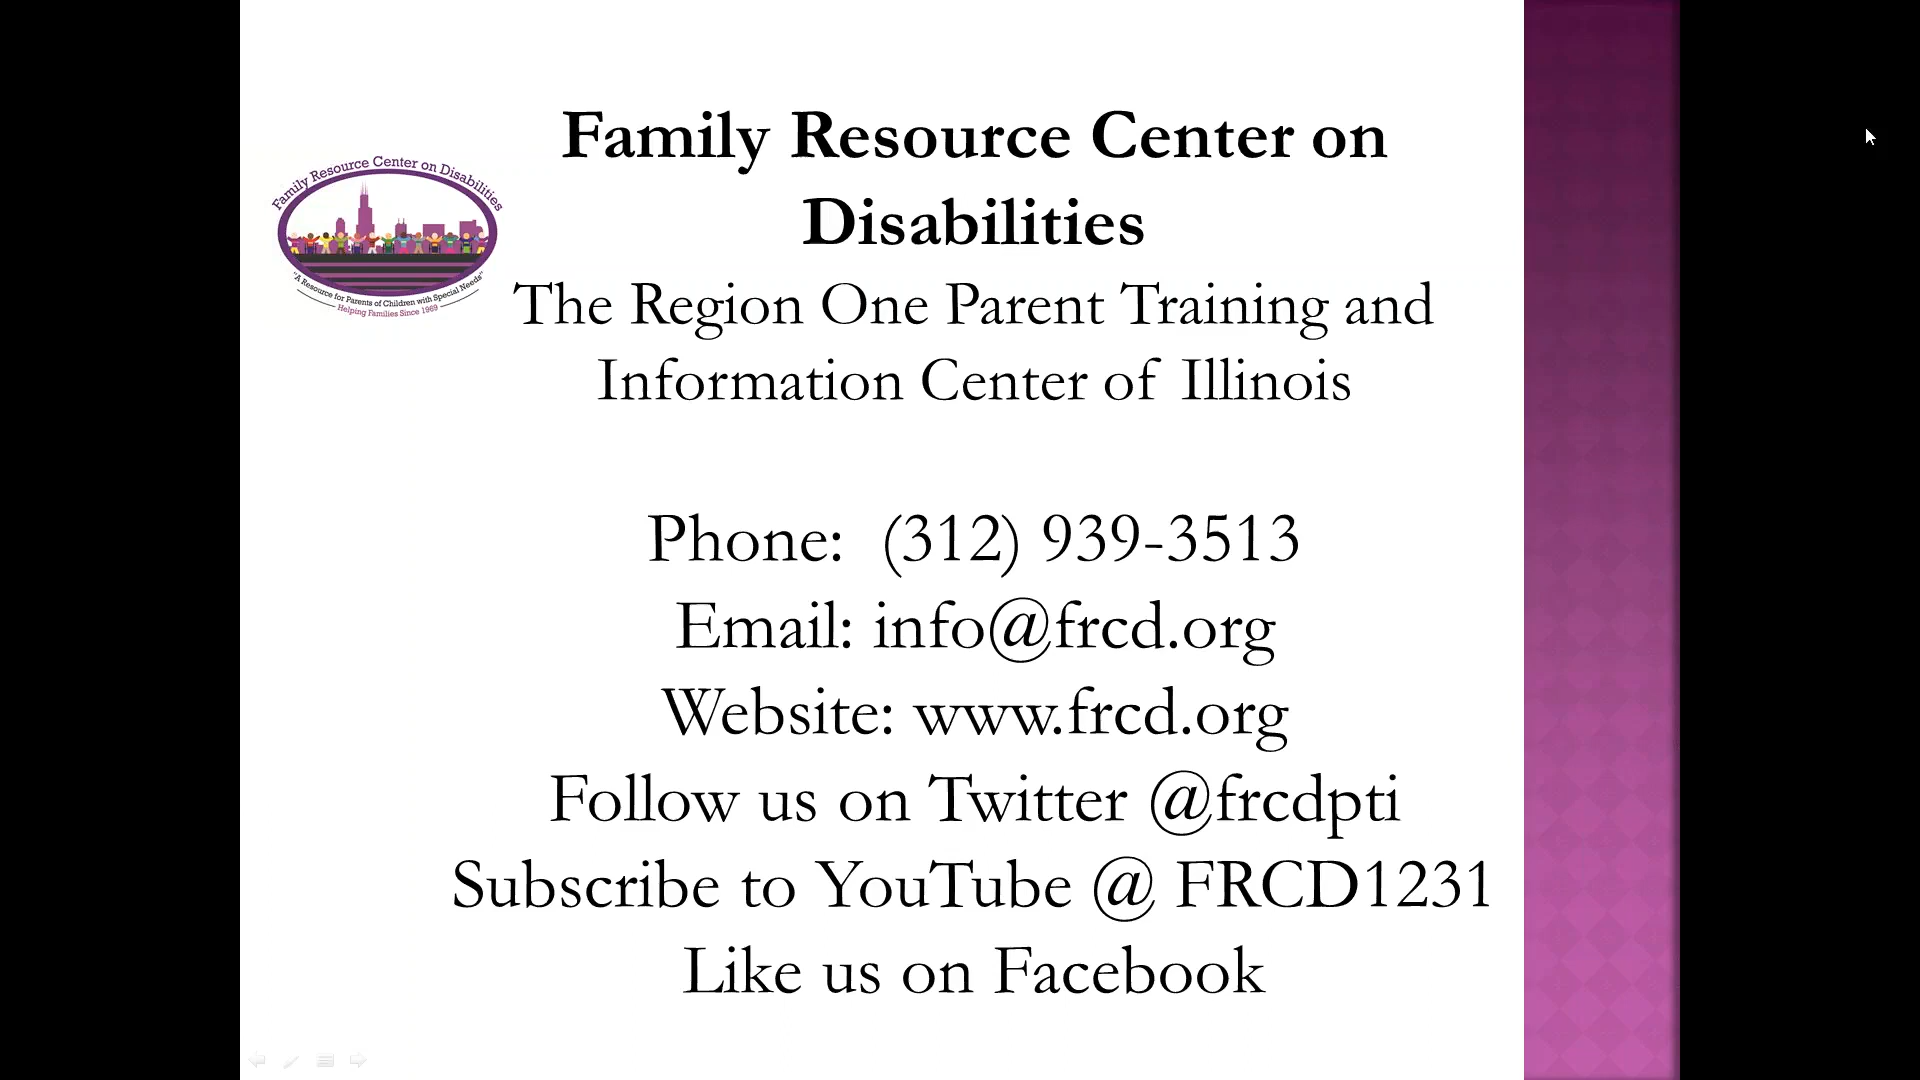 Family Resource Center on
Disabilities
Family Resource Center on Disabilities
"A Resource for Parents of Children with Special Needs"
Helping Families Since 1969
The Region One Parent Training and
Information Center of Illinois
Phone: (312) 939-3513
Email: info@frcd.org
Website: www.frcd.org
Follow us on Twitter @frcdpti
Subscribe to YouTube @ FRCD1231
Like us on Facebook